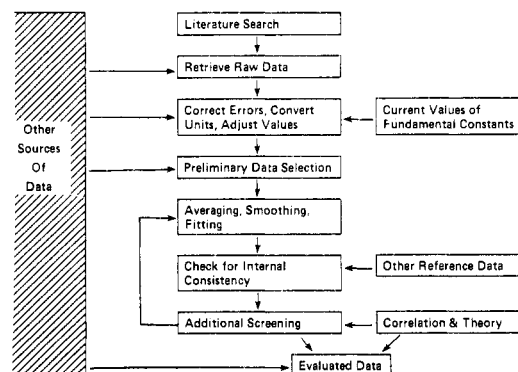 Literature Search
Retrieve Raw Data
Correct Errors, Convert
Units, Adjust Values
Current Values of
Fundamental Constants
Other
Sources
Of
Data
Preliminary Data Selection
Averaging, Smoothing,
Fitting
Check for Internal
Consistency
Other Reference Data
Additional Screening
Correlation & Theory
Evaluated Data